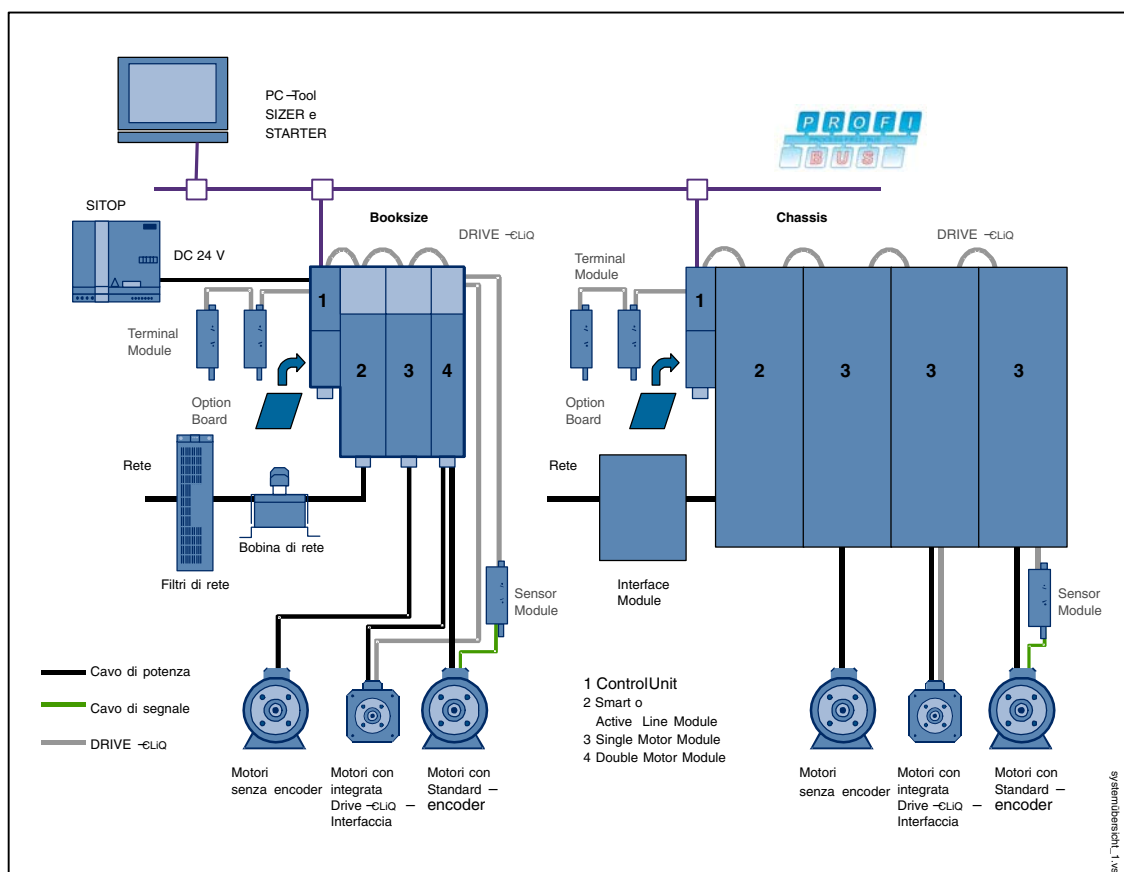 PC-Tool
SIZER e
STARTER
PROFI
PROCESS FIELD BUS
BUS
SITOP
Booksize
Chassis
DRIVE-CLiQ
DRIVE-CLiQ
DC 24 V
Terminal
Module
Terminal
Module
1
2
3
4
1
2
3
3
3
Option
Board
Option
Board
Rete
Rete
Bobina di rete
Filtri di rete
Interface
Module
Sensor
Module
Sensor
Module
Cavo di potenza
Cavo di segnale
DRIVE-CLiQ
1 ControlUnit
2 Smart o
Active Line Module
3 Single Motor Module
4 Double Motor Module
Motori
senza encoder
Motori con
integrata
Drive-CLiQ –
Interfaccia
Motori con
Standard –
encoder
Motori
senza encoder
Motori con
integrata
Drive-CLiQ –
Interfaccia
Motori con
Standard –
encoder
systemübersicht_1.vs